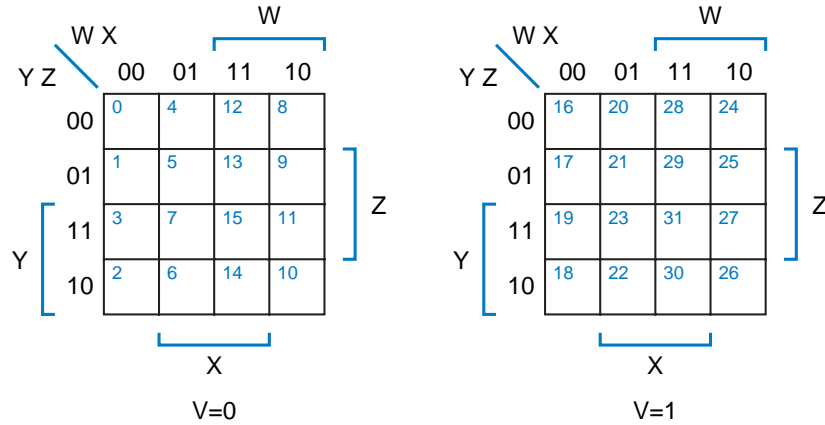 W
W X
Y Z
00 01 11 10
00
0 4 12 8
01
1 5 13 9
Z
11
3 7 15 11
Y
10
2 6 14 10
X
V=0
W
W X
Y Z
00 01 11 10
00
16 20 28 24
01
17 21 29 25
Z
11
19 23 31 27
Y
10
18 22 30 26
X
V=1